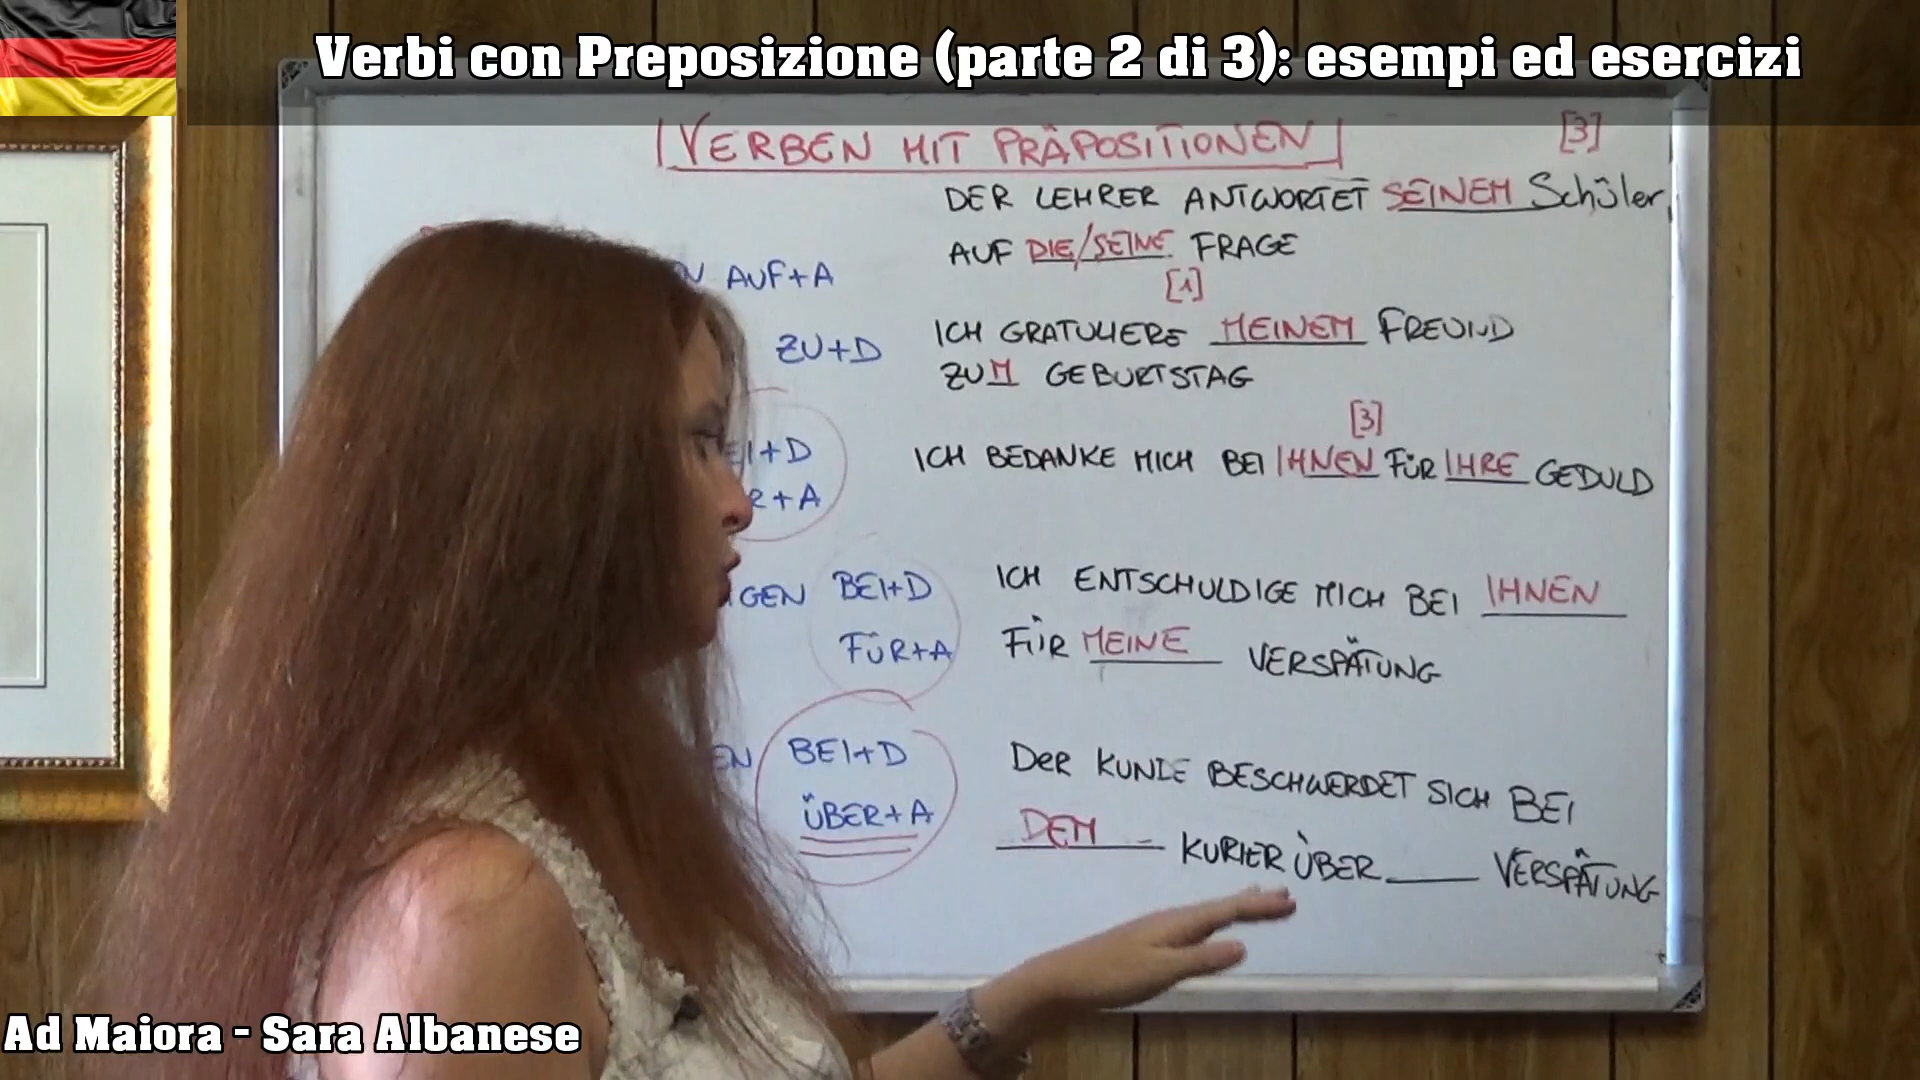 Verbi con Preposizione (parte 2 di 3): esempi ed esercizi
VERBEN MIT PRÄPOSITIONEN
[3]
DER LEHRER ANTWORTET SEINEM Schüler
AUF DIE/SEINE FRAGE
AUF+A
[1]
ICH GRATULIERE MEINEM FREUND
ZU+D
ZUM GEBURTSTAG
[3]
ICH BEDANKE MICH BEI IHNEN FÜR IHRE GEDULD
+D
+A
GEN BEI+D
ICH ENTSCHULDIGE MICH BEI IHNEN
FÜR+A
FÜR MEINE VERSPÄTUNG
EN BEI+D
DER KUNDE BESCHWERDET SICH BEI
ÜBER+A
DEM KURIER ÜBER ____ VERSPÄTUNG
Ad Maiora - Sara Albanese